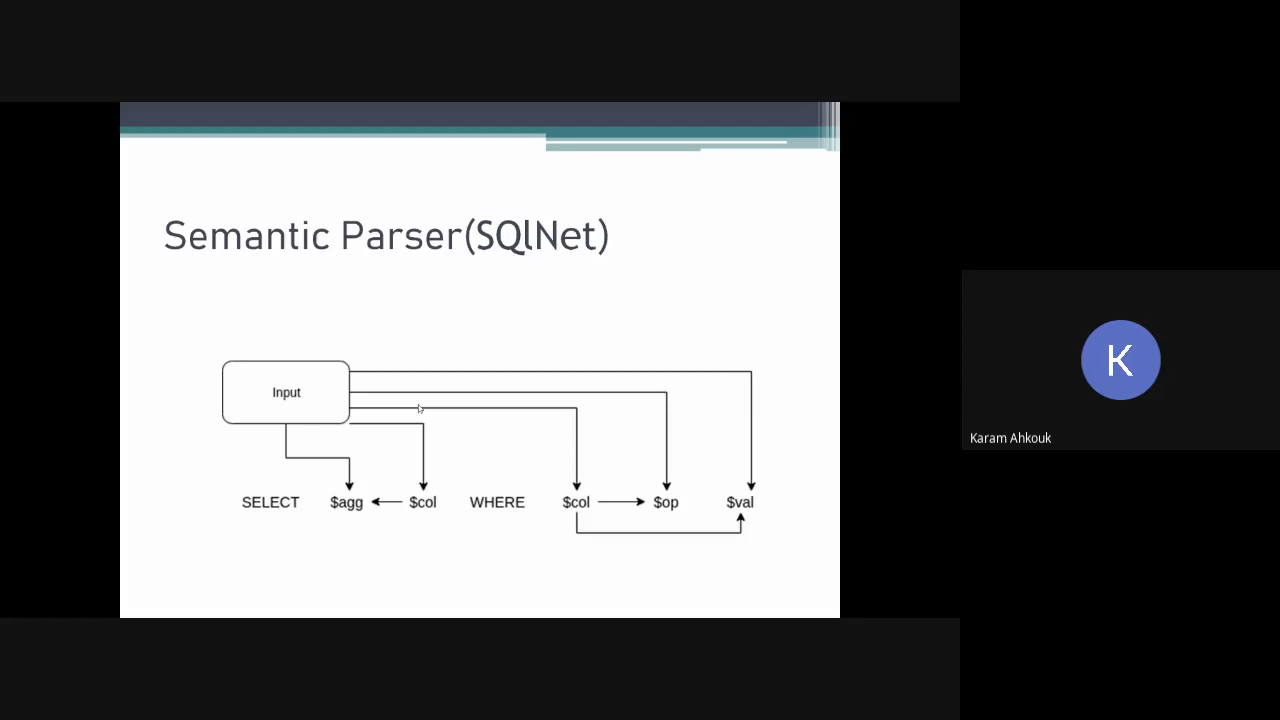 Semantic Parser(SQlNet)
Input
SELECT $agg $col WHERE $col $op $val
K
Karam Ahkouk